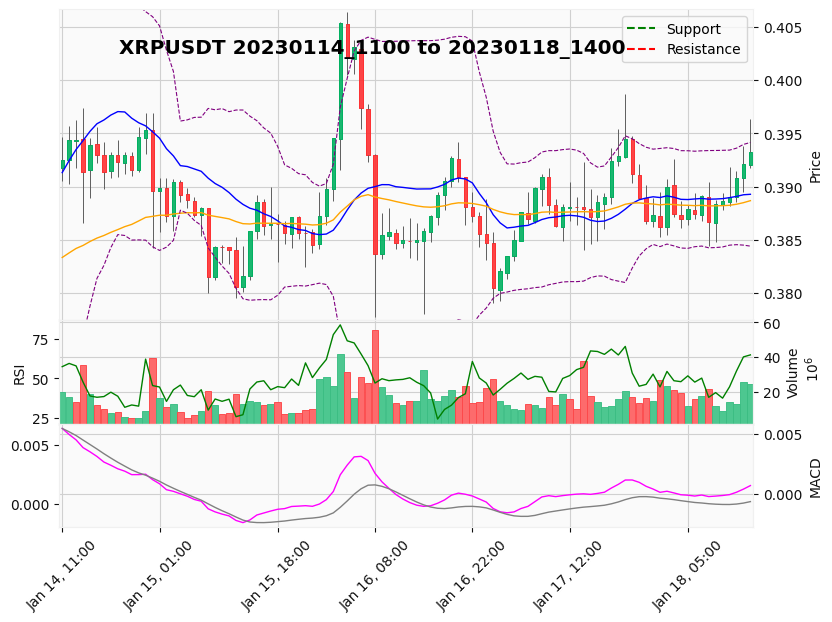 XRPUSDT 20230114_1100 to 20230118_1400
Support
Resistance
0.405
0.400
0.395
0.390
0.385
0.380
Price
75
50
25
RSI
60
40
20
Volume
10^6
0.005
0.000
0.005
0.000
MACD
Jan 14, 11:00
Jan 15, 01:00
Jan 15, 18:00
Jan 16, 08:00
Jan 16, 22:00
Jan 17, 12:00
Jan 18, 05:00